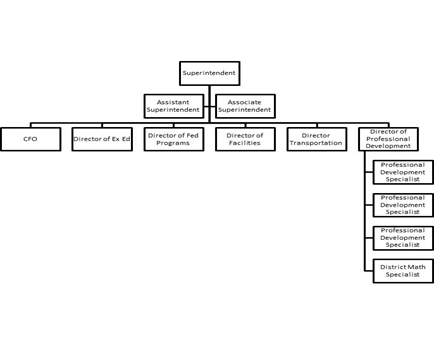 Superintendent
Assistant
Superintendent
Associate
Superintendent
CFO
Director of Ex Ed
Director of Fed
Programs
Director of
Facilities
Director
Transportation
Director of
Professional
Development
Professional
Development
Specialist
Professional
Development
Specialist
Professional
Development
Specialist
District Math
Specialist